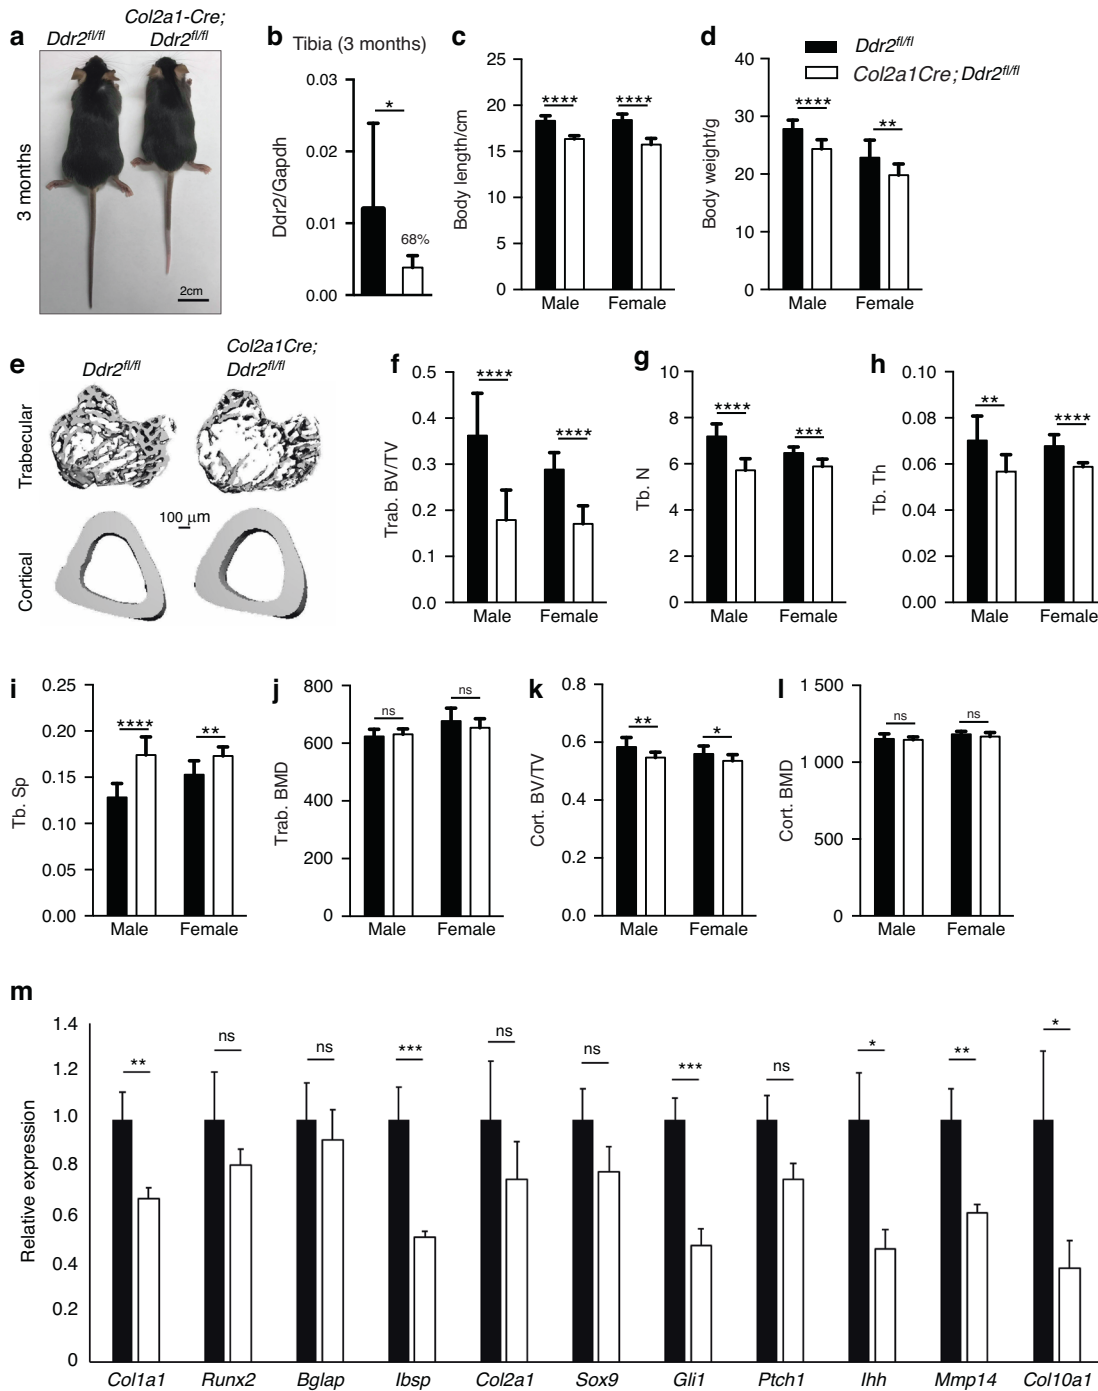 a
Ddr2fl/fl
Col2a1-Cre;
Ddr2fl/fl
3 months
2cm
b
Tibia (3 months)
Ddr2/Gapdh
0.03
0.02
0.01
0.00
*
68%
c
Body length/cm
25
20
15
10
5
0
****
****
Male
Female
d
Ddr2fl/fl
Col2a1Cre; Ddr2fl/fl
Body weight/g
40
30
20
10
0
****
**
Male
Female
e
Ddr2fl/fl
Col2a1Cre;
Ddr2fl/fl
Trabecular
100 μm
Cortical
f
Trab. BV/TV
0.5
0.4
0.3
0.2
0.1
0.0
****
****
Male
Female
g
Tb. N
10
8
6
4
2
0
****
***
Male
Female
h
Tb. Th
0.10
0.08
0.06
0.04
0.02
0.00
**
****
Male
Female
i
Tb. Sp
0.25
0.20
0.15
0.10
0.05
0.00
****
**
Male
Female
j
Trab. BMD
800
600
400
200
0
ns
ns
Male
Female
k
Cort. BV/TV
0.8
0.6
0.4
0.2
0.0
**
*
Male
Female
l
Cort. BMD
1 500
1 000
500
0
ns
ns
Male
Female
m
Relative expression
1.4
1.2
1.0
0.8
0.6
0.4
0.2
0
**
ns
ns
***
ns
ns
***
ns
*
**
*
Col1a1 Runx2 Bglap Ibsp Col2a1 Sox9 Gli1 Ptch1 Ihh Mmp14 Col10a1